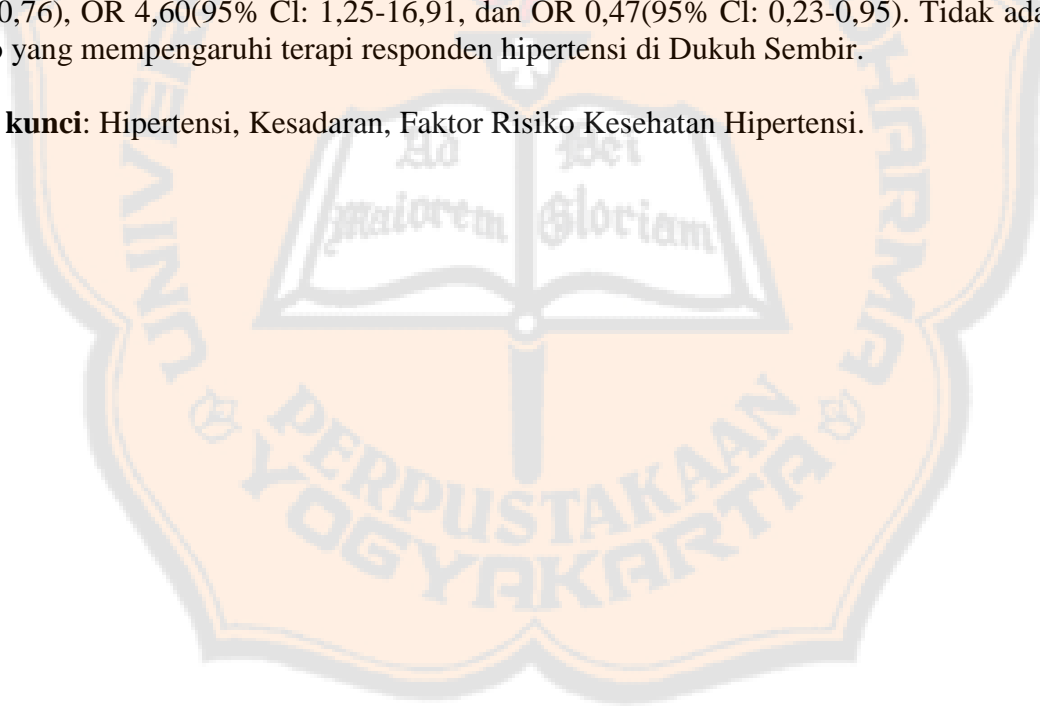 0,76), OR 4,60(95% Cl: 1,25-16,91, dan OR 0,47(95% Cl: 0,23-0,95). Tidak ada
yang mempengaruhi terapi responden hipertensi di Dukuh Sembir.
kunci: Hipertensi, Kesadaran, Faktor Risiko Kesehatan Hipertensi.
Ad Dei
Maiorem Gloriam
PERPUSTAKAAN
YOGYAKARTA